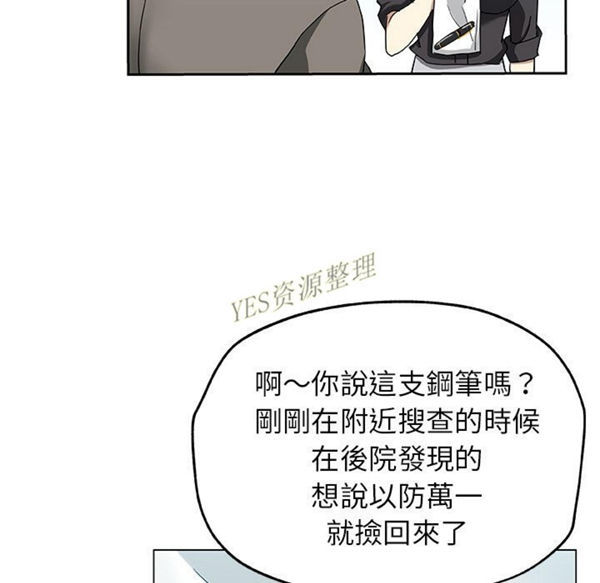 YES资源整理
啊～你說這支鋼筆嗎？
剛剛在附近搜查的時候
在後院發現的
想說以防萬一
就撿回來了